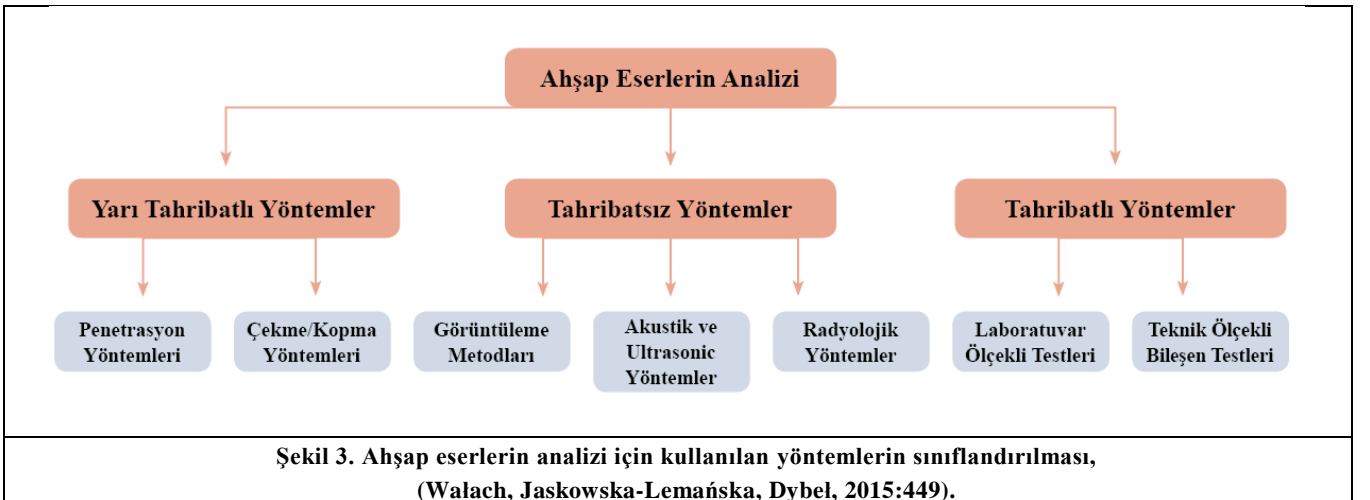 Ahşap Eserlerin Analizi
Yarı Tahribatlı Yöntemler
Tahribatsız Yöntemler
Tahribatlı Yöntemler
Penetrasyon
Yöntemleri
Çekme/Kopma
Yöntemleri
Görüntüleme
Metodları
Akustik ve
Ultrasonic
Yöntemler
Radyolojik
Yöntemler
Laboratuvar
Ölçekli Testleri
Teknik Ölçekli
Bileşen Testleri
Şekil 3. Ahşap eserlerin analizi için kullanılan yöntemlerin sınıflandırılması,
(Wałach, Jaskowska-Lemańska, Dybeł, 2015:449).